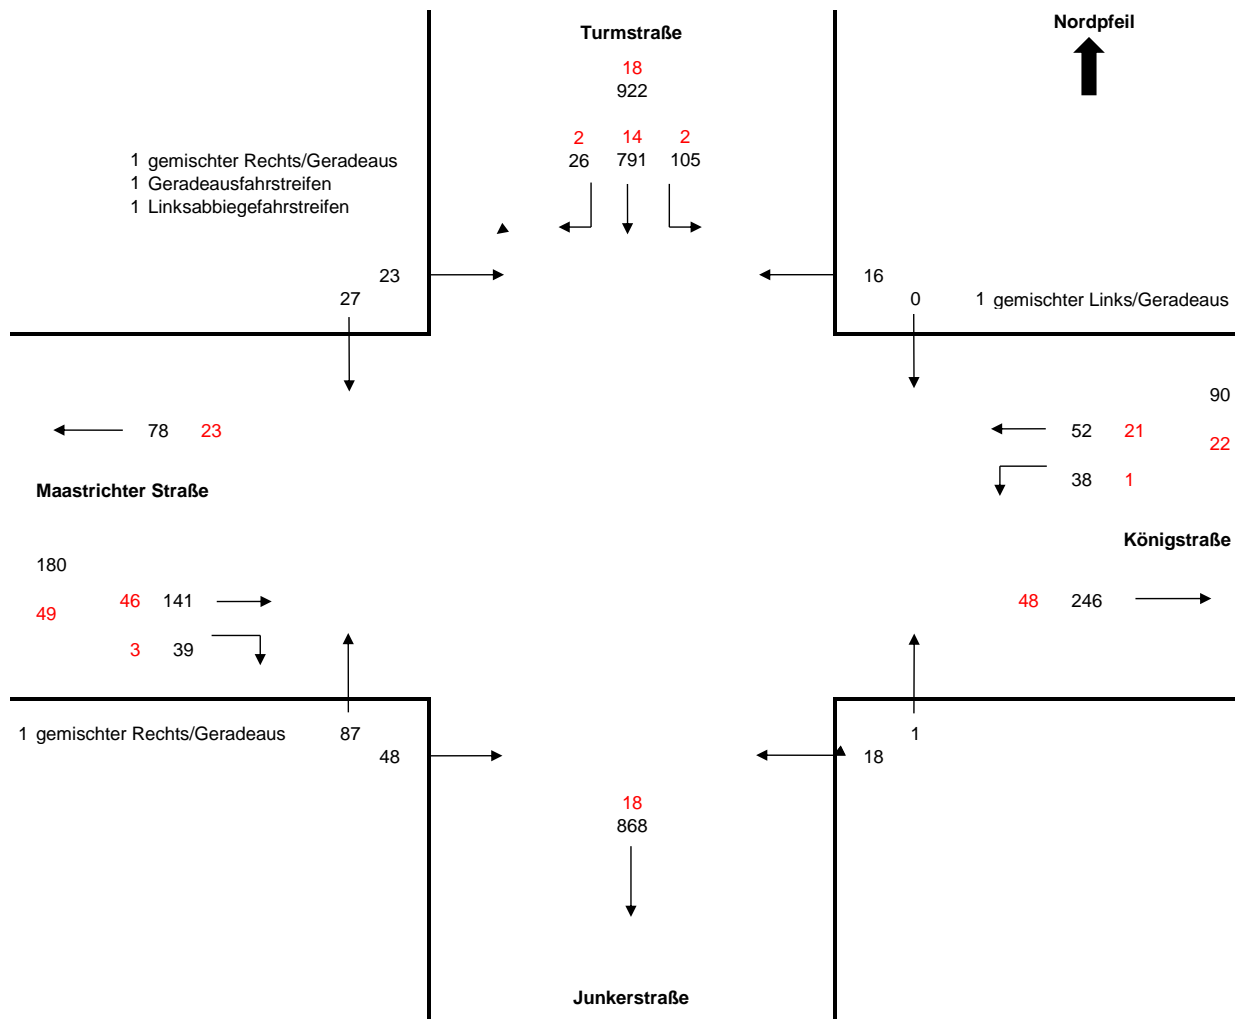 Turmstraße
Nordpfeil
18
922
2 14 2
26 791 105
1 gemischter Rechts/Geradeaus
1 Geradeausfahrstreifen
1 Linksabbiegefahrstreifen
23
27
16
0
1 gemischter Links/Geradeaus
90
78 23
52 21
22
38 1
Maastrichter Straße
Königstraße
180
49
46 141
3 39
48 246
1 gemischter Rechts/Geradeaus
87
48
1
18
18
868
Junkerstraße